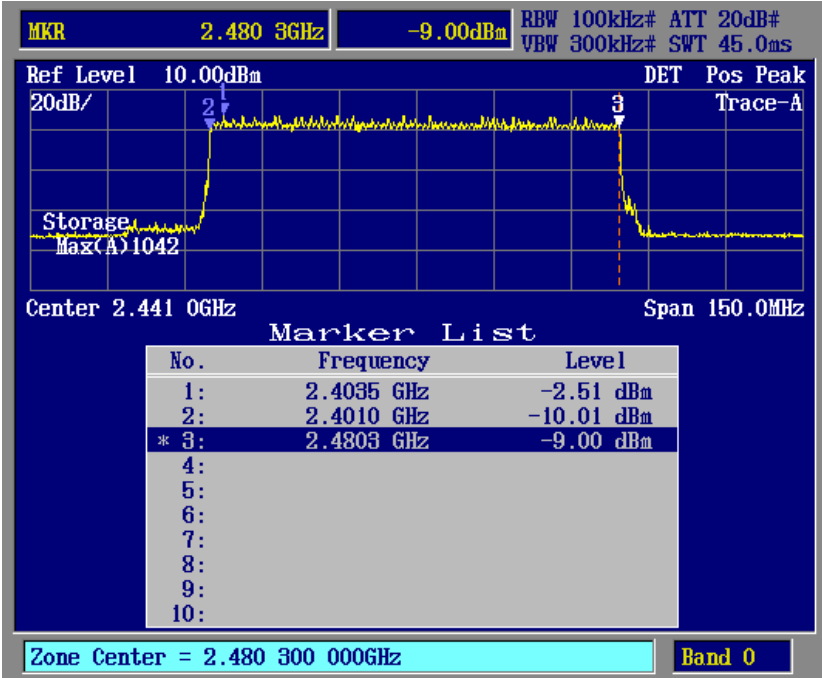 MKR 2.480 3GHz -9.00dBm RBW 100kHz# ATT 20dB#
VBW 300kHz# SWT 45.0ms
Ref Level 10.00dBm DET Pos Peak
20dB/ 2 1 3 Trace-A
Storage
Max(A)1042
Center 2.441 0GHz Span 150.0MHz
Marker List
No. Frequency Level
1: 2.4035 GHz -2.51 dBm
2: 2.4010 GHz -10.01 dBm
* 3: 2.4803 GHz -9.00 dBm
4:
5:
6:
7:
8:
9:
10:
Zone Center = 2.480 300 000GHz Band 0